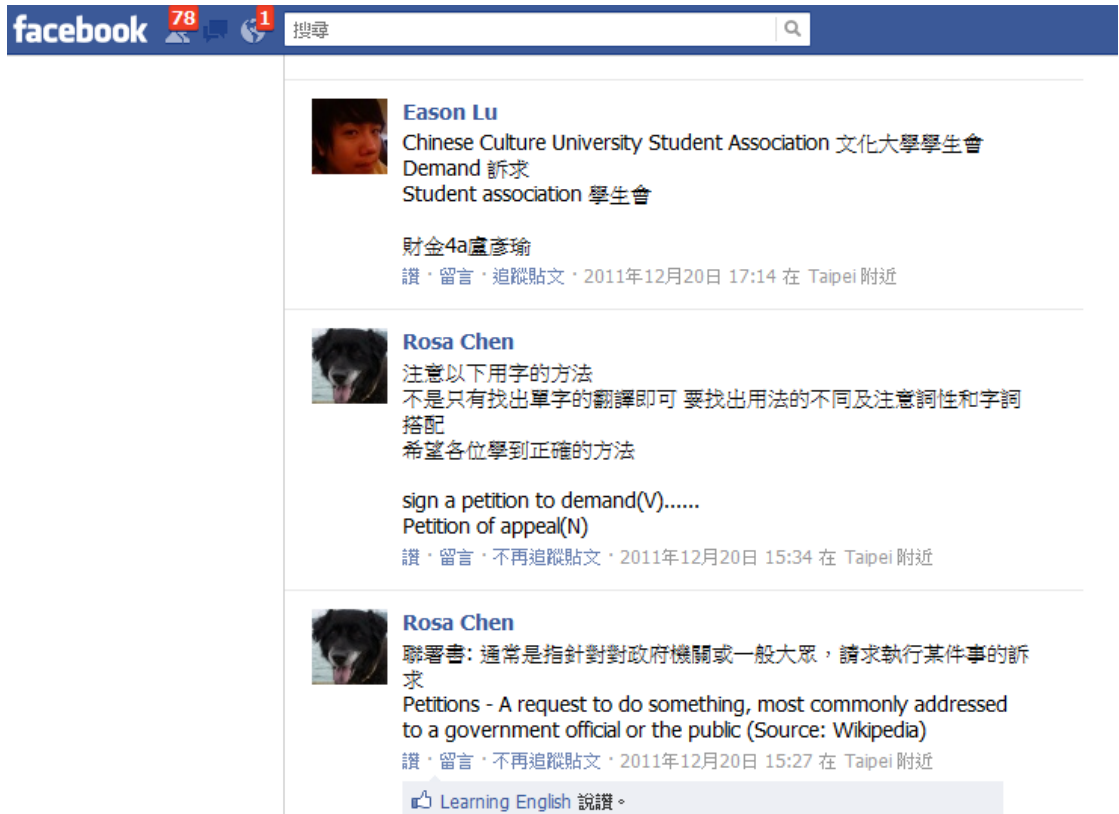 facebook 78 1 搜尋
Eason Lu
Chinese Culture University Student Association 文化大學學生會
Demand 訴求
Student association 學生會
財金4a盧彥瑜
讚 · 留言 · 追蹤貼文 · 2011年12月20日 17:14 在 Taipei 附近
Rosa Chen
注意以下用字的方法
不是只有找出單字的翻譯即可 要找出用法的不同及注意詞性和字詞
搭配
希望各位學到正確的方法
sign a petition to demand(V)......
Petition of appeal(N)
讚 · 留言 · 不再追蹤貼文 · 2011年12月20日 15:34 在 Taipei 附近
Rosa Chen
聯署書: 通常是指針對對政府機關或一般大眾，請求執行某件事的訴
求
Petitions - A request to do something, most commonly addressed
to a government official or the public (Source: Wikipedia)
讚 · 留言 · 不再追蹤貼文 · 2011年12月20日 15:27 在 Taipei 附近
Learning English 說讚。